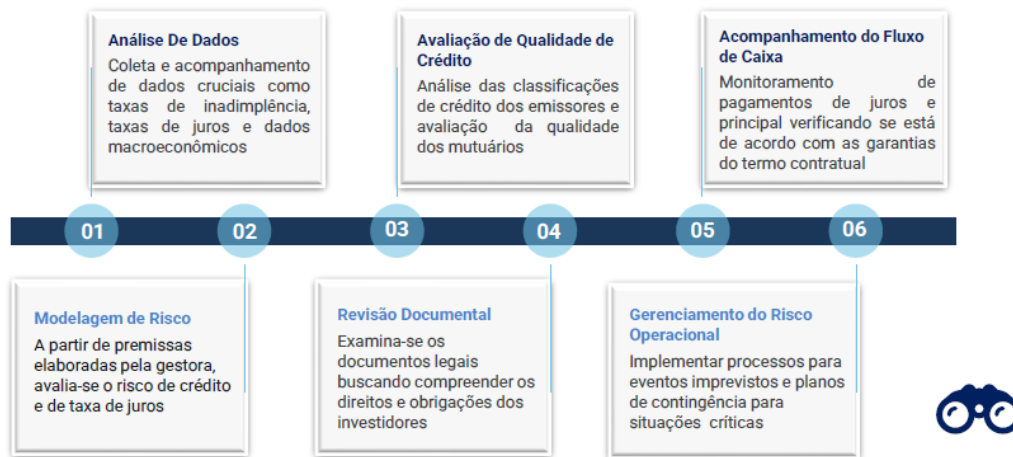 Análise De Dados
Coleta e acompanhamento
de dados cruciais como
taxas de inadimplência,
taxas de juros e dados
macroeconômicos
Avaliação de Qualidade de
Crédito
Análise das classificações
de crédito dos emissores e
avaliação da qualidade
dos mutuários
Acompanhamento do Fluxo
de Caixa
Monitoramento de
pagamentos de juros e
principal verificando se está
de acordo com as garantias
do termo contratual
01
02
03
04
05
06
Modelagem de Risco
A partir de premissas
elaboradas pela gestora,
avalia-se o risco de crédito
e de taxa de juros
Revisão Documental
Examina-se os
documentos legais
buscando compreender os
direitos e obrigações dos
investidores
Gerenciamento do Risco
Operacional
Implementar processos para
eventos imprevistos e planos
de contingência para
situações críticas